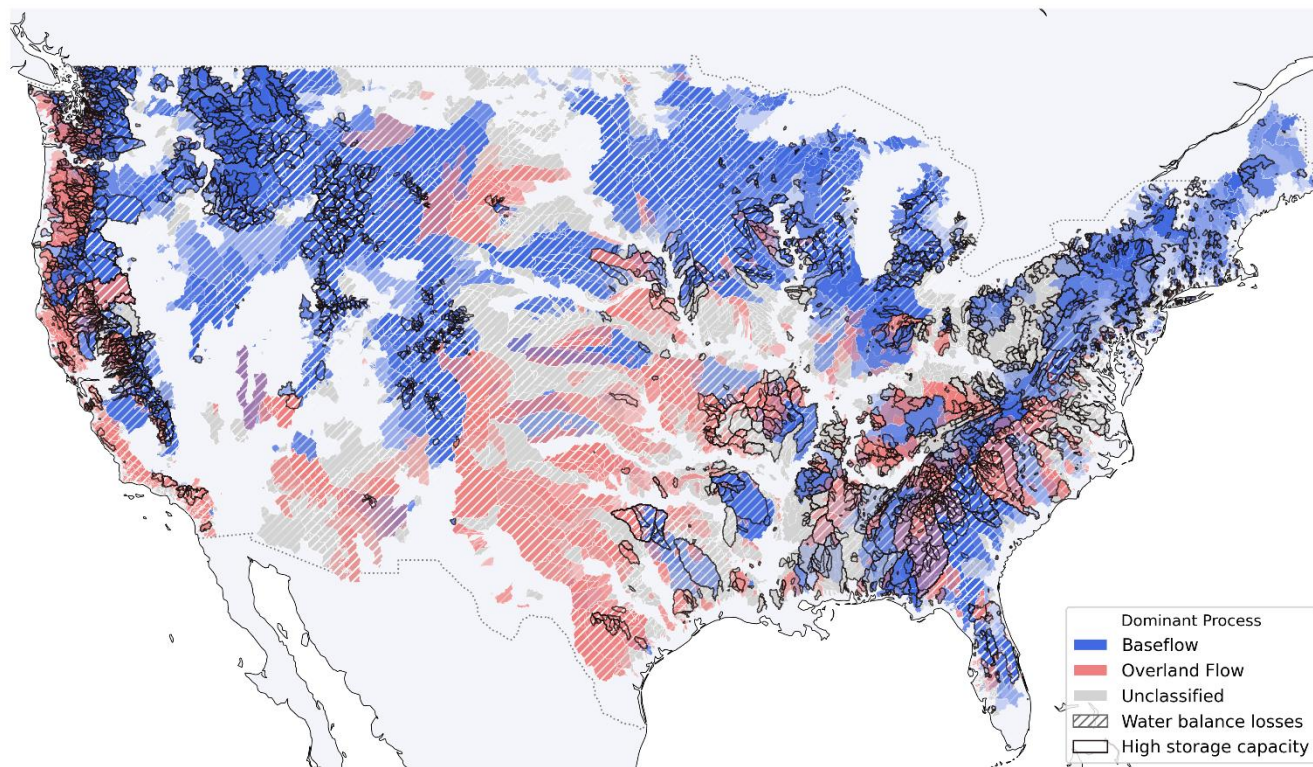 Dominant Process
Baseflow
Overland Flow
Unclassified
Water balance losses
High storage capacity